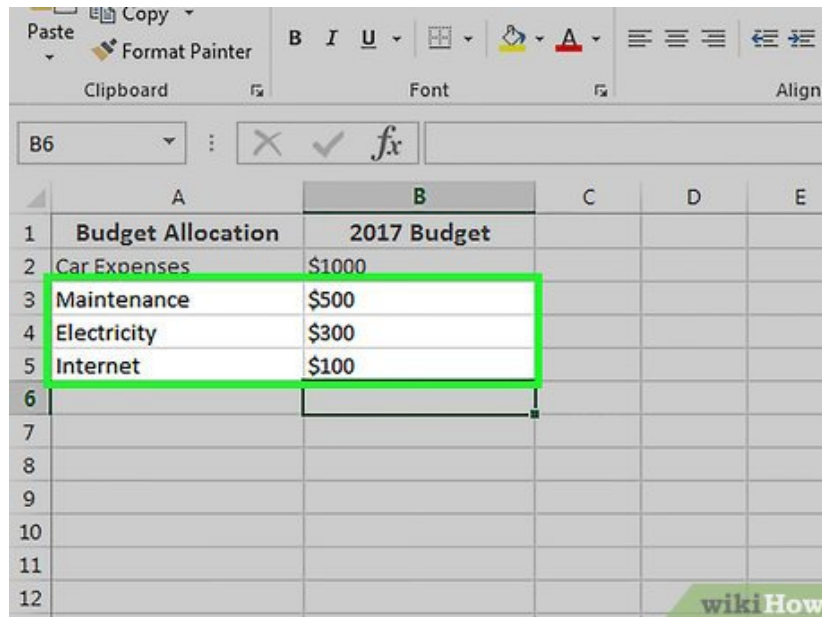 Copy
Paste
Format Painter
B I U A
Clipboard Font Align
B6 fx
A B C D E
1 Budget Allocation 2017 Budget
2 Car Expenses $1000
3 Maintenance $500
4 Electricity $300
5 Internet $100
6
7
8
9
10
11
12
wikiHow